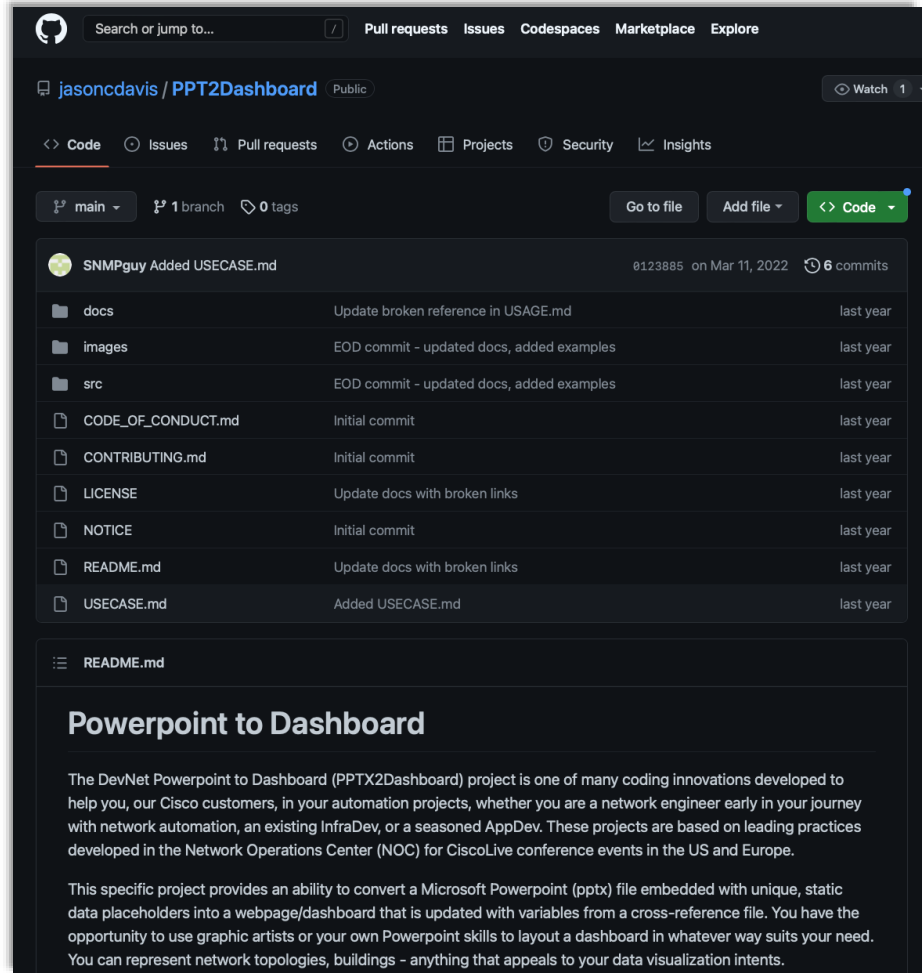 Search or jump to... / Pull requests Issues Codespaces Marketplace Explore
jasoncdavis / PPT2Dashboard Public Watch 1
<> Code Issues Pull requests Actions Projects Security Insights
main 1 branch 0 tags Go to file Add file <> Code
SNMPguy Added USECASE.md 0123885 on Mar 11, 2022 6 commits
docs Update broken reference in USAGE.md last year
images EOD commit - updated docs, added examples last year
src EOD commit - updated docs, added examples last year
CODE_OF_CONDUCT.md Initial commit last year
CONTRIBUTING.md Initial commit last year
LICENSE Update docs with broken links last year
NOTICE Initial commit last year
README.md Update docs with broken links last year
USECASE.md Added USECASE.md last year
README.md
Powerpoint to Dashboard
The DevNet Powerpoint to Dashboard (PPTX2Dashboard) project is one of many coding innovations developed to
help you, our Cisco customers, in your automation projects, whether you are a network engineer early in your journey
with network automation, an existing InfraDev, or a seasoned AppDev. These projects are based on leading practices
developed in the Network Operations Center (NOC) for CiscoLive conference events in the US and Europe.
This specific project provides an ability to convert a Microsoft Powerpoint (pptx) file embedded with unique, static
data placeholders into a webpage/dashboard that is updated with variables from a cross-reference file. You have the
opportunity to use graphic artists or your own Powerpoint skills to layout a dashboard in whatever way suits your need.
You can represent network topologies, buildings - anything that appeals to your data visualization intents.